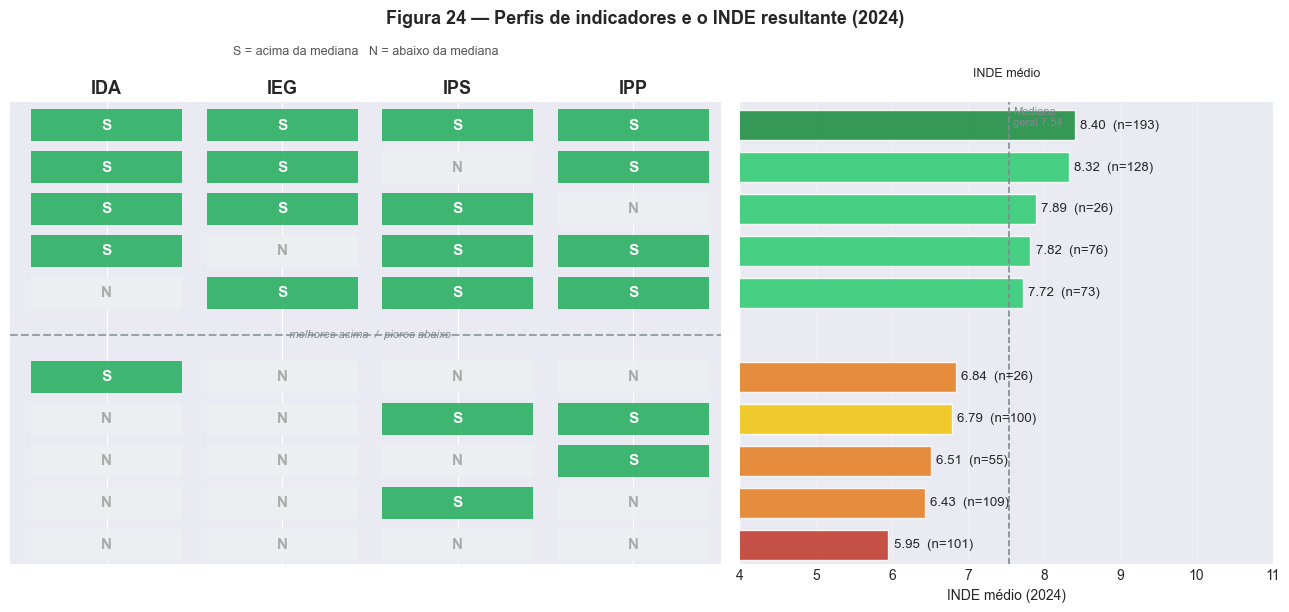 Figura 24 — Perfis de indicadores e o INDE resultante (2024)
S = acima da mediana   N = abaixo da mediana
INDE médio
IDA IEG IPS IPP
Mediana
geral 7.54
S S S S 8.40 (n=193)
S S N S 8.32 (n=128)
S S S N 7.89 (n=26)
S N S S 7.82 (n=76)
N S S S 7.72 (n=73)
melhores acima / piores abaixo
S N N N 6.84 (n=26)
N N S S 6.79 (n=100)
N N N S 6.51 (n=55)
N N S N 6.43 (n=109)
N N N N 5.95 (n=101)
4 5 6 7 8 9 10 11
INDE médio (2024)